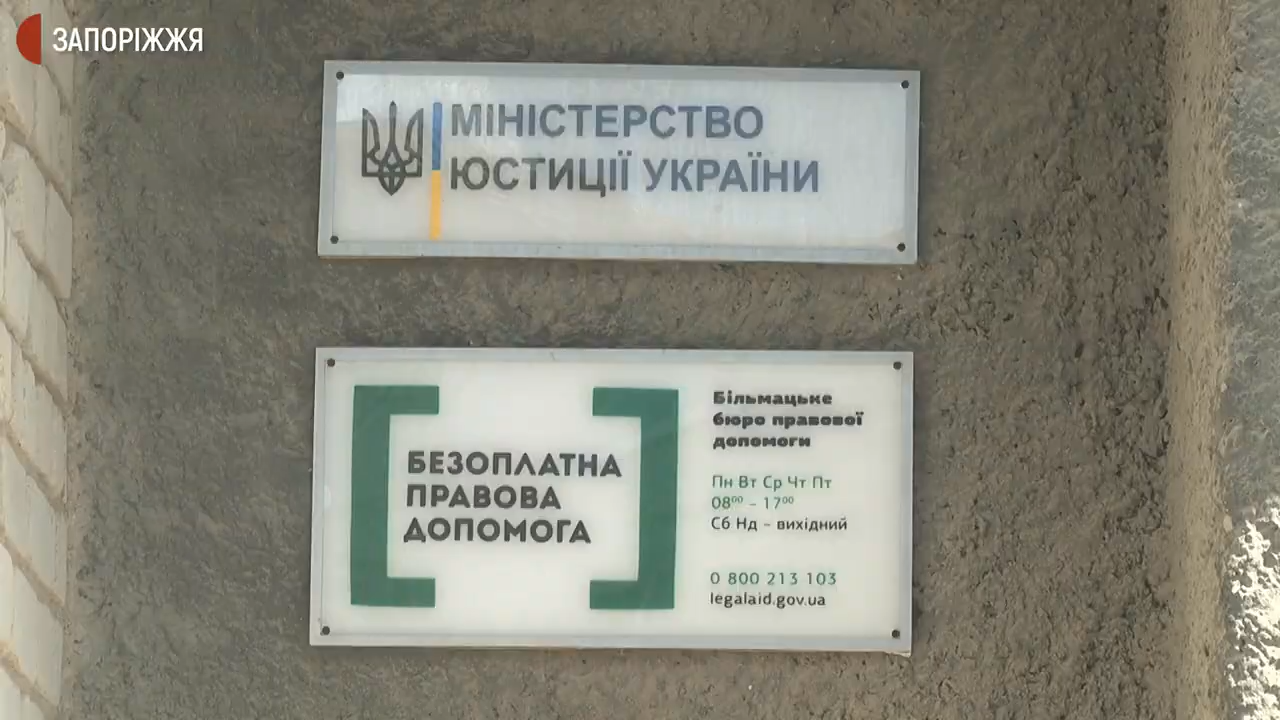 ЗАПОРІЖЖЯ
МІНІСТЕРСТВО
ЮСТИЦІЇ УКРАЇНИ
БЕЗОПЛАТНА
ПРАВОВА
ДОПОМОГА
Більмацьке
бюро правової
допомоги
Пн Вт Ср Чт Пт
08⁰⁰ – 17⁰⁰
Сб Нд – вихідний
0 800 213 103
legalaid.gov.ua